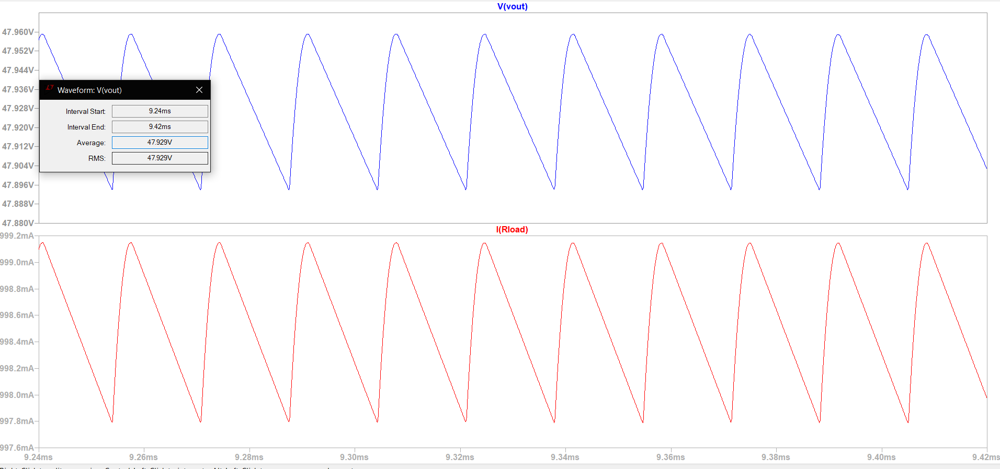 V(vout)
47.960V
47.952V
47.944V
47.936V
47.928V
47.920V
47.912V
47.904V
47.896V
47.888V
47.880V
Waveform: V(vout)
Interval Start: 9.24ms
Interval End: 9.42ms
Average: 47.929V
RMS: 47.929V
I(Rload)
999.2mA
999.0mA
998.8mA
998.6mA
998.4mA
998.2mA
998.0mA
997.8mA
997.6mA
9.24ms 9.26ms 9.28ms 9.30ms 9.32ms 9.34ms 9.36ms 9.38ms 9.40ms 9.42ms